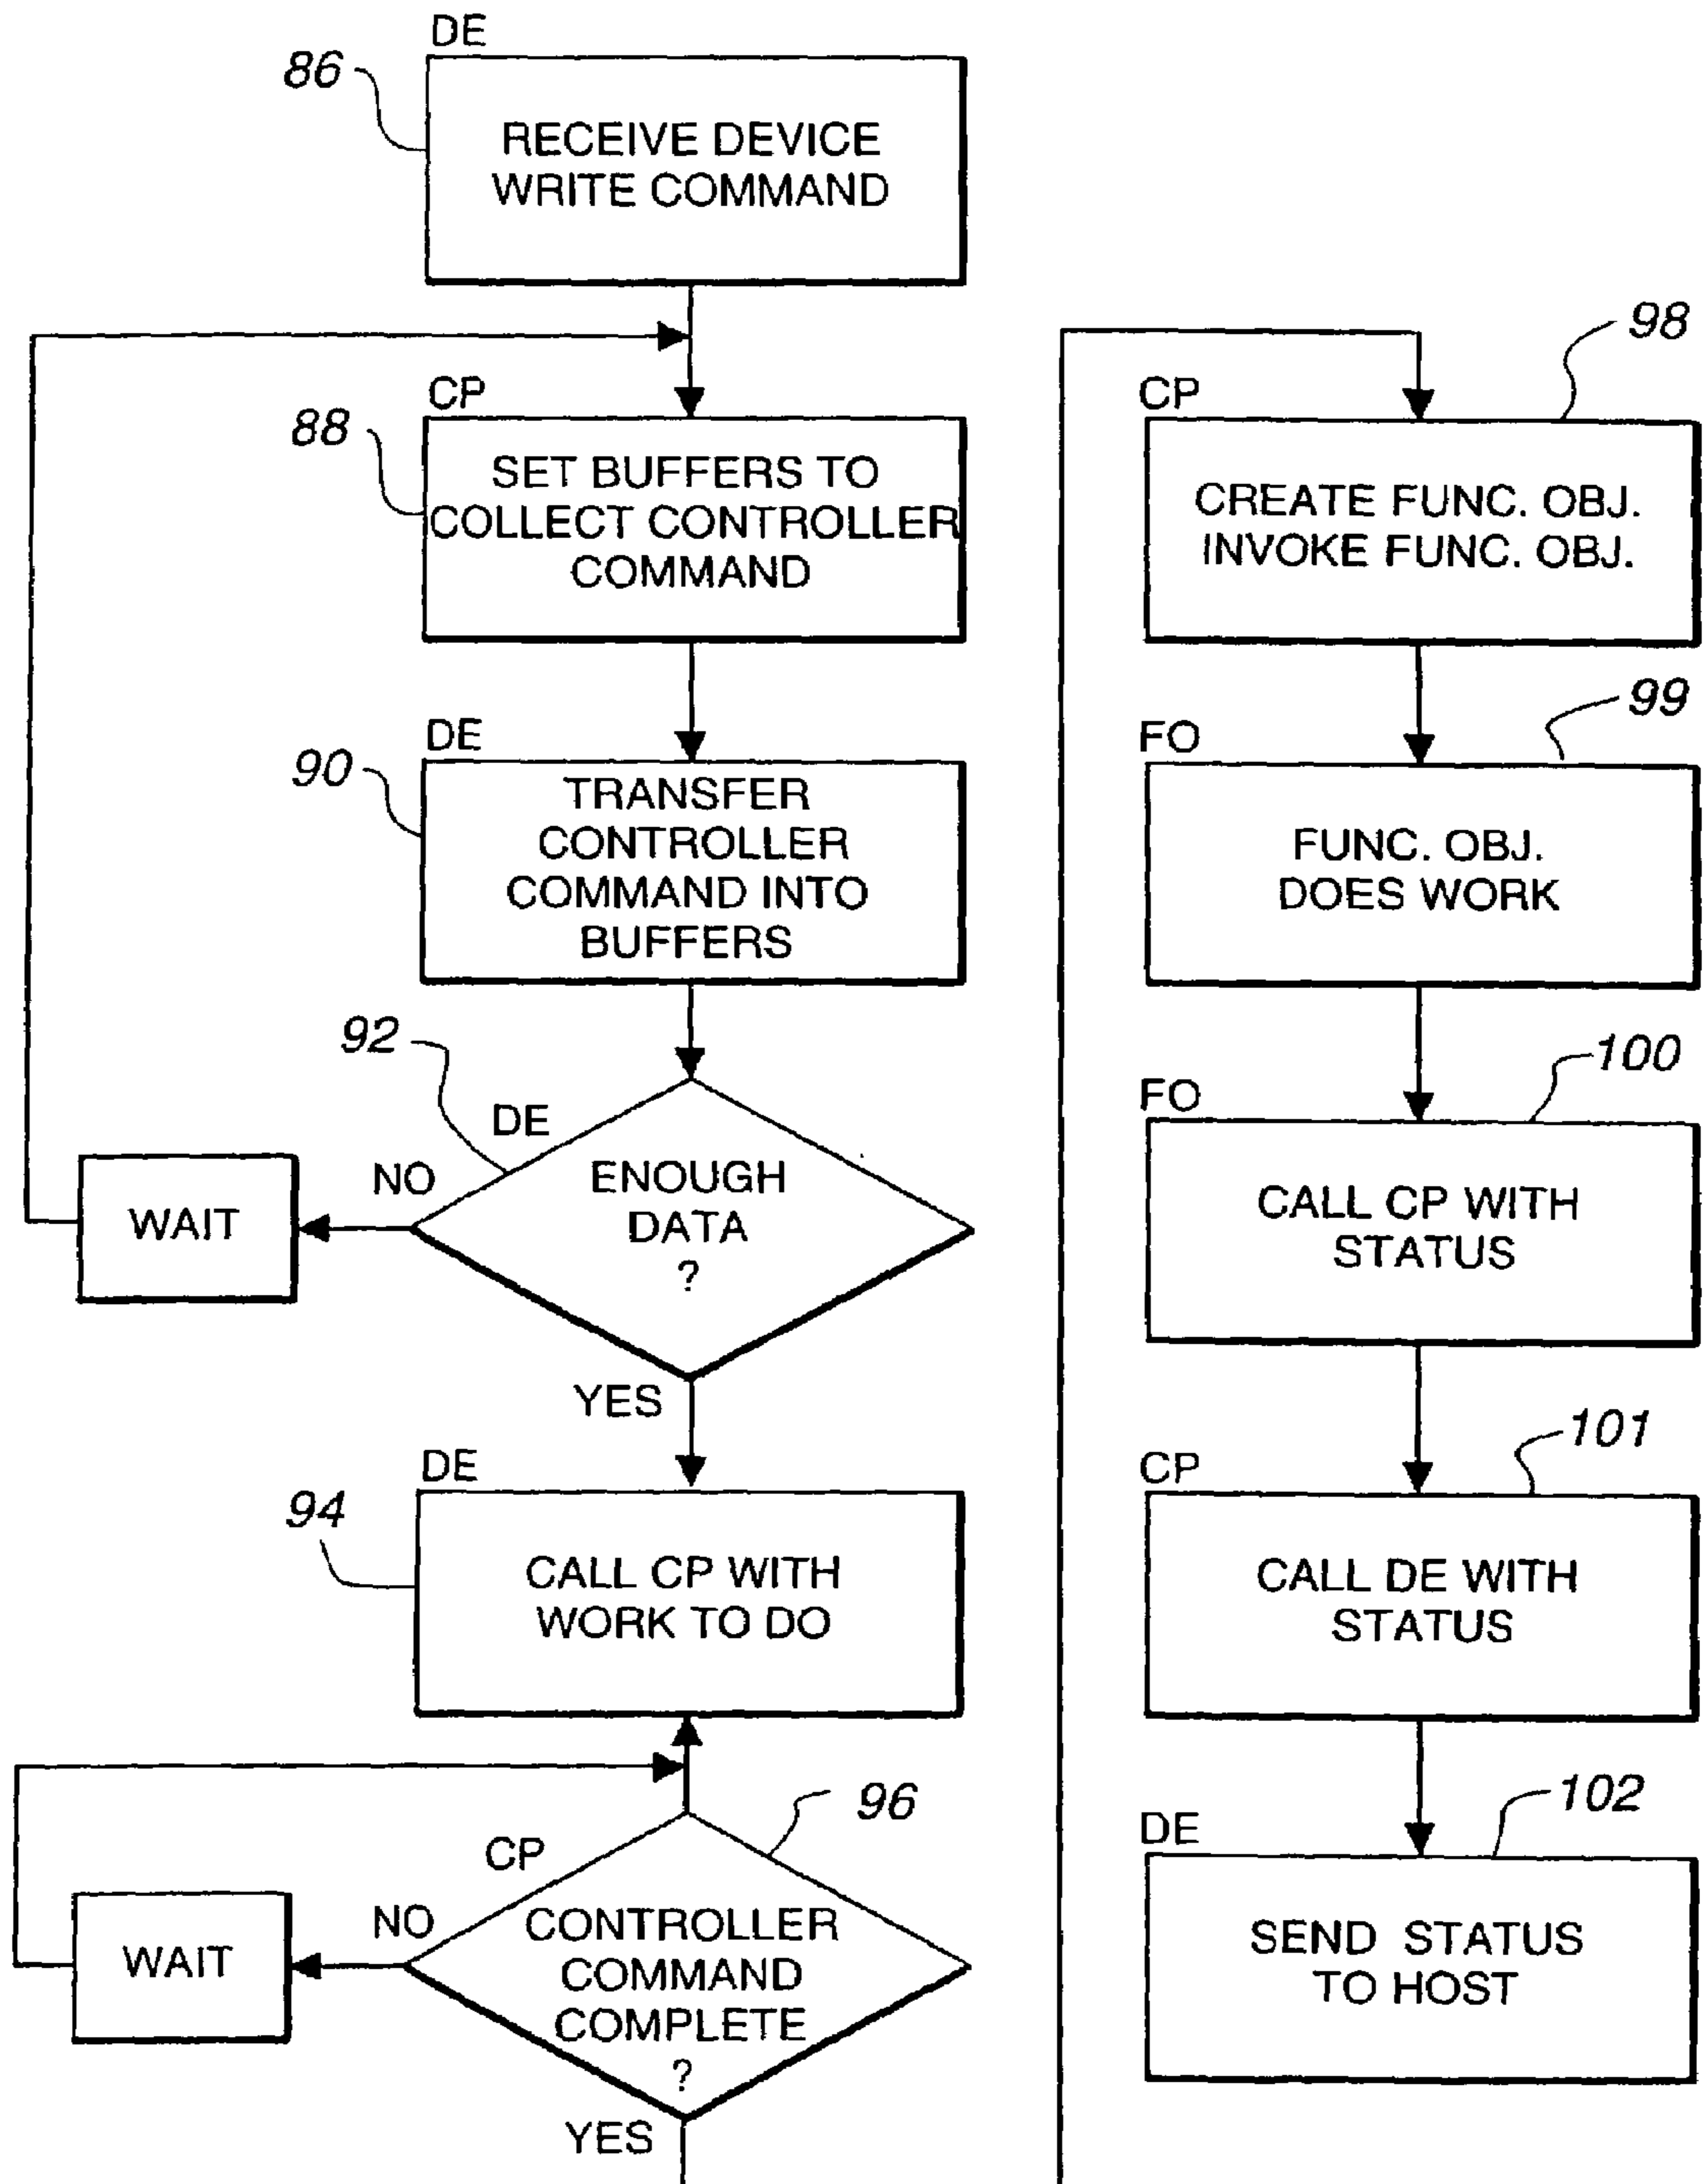 DE
86
RECEIVE DEVICE
WRITE COMMAND
CP
88
SET BUFFERS TO
COLLECT CONTROLLER
COMMAND
DE
90
TRANSFER
CONTROLLER
COMMAND INTO
BUFFERS
92
DE
NO
WAIT
ENOUGH
DATA
?
YES
DE
94
CALL CP WITH
WORK TO DO
96
CP
NO
WAIT
CONTROLLER
COMMAND
COMPLETE
?
YES
98
CP
CREATE FUNC. OBJ.
INVOKE FUNC. OBJ.
99
FO
FUNC. OBJ.
DOES WORK
100
FO
CALL CP WITH
STATUS
101
CP
CALL DE WITH
STATUS
102
DE
SEND STATUS
TO HOST